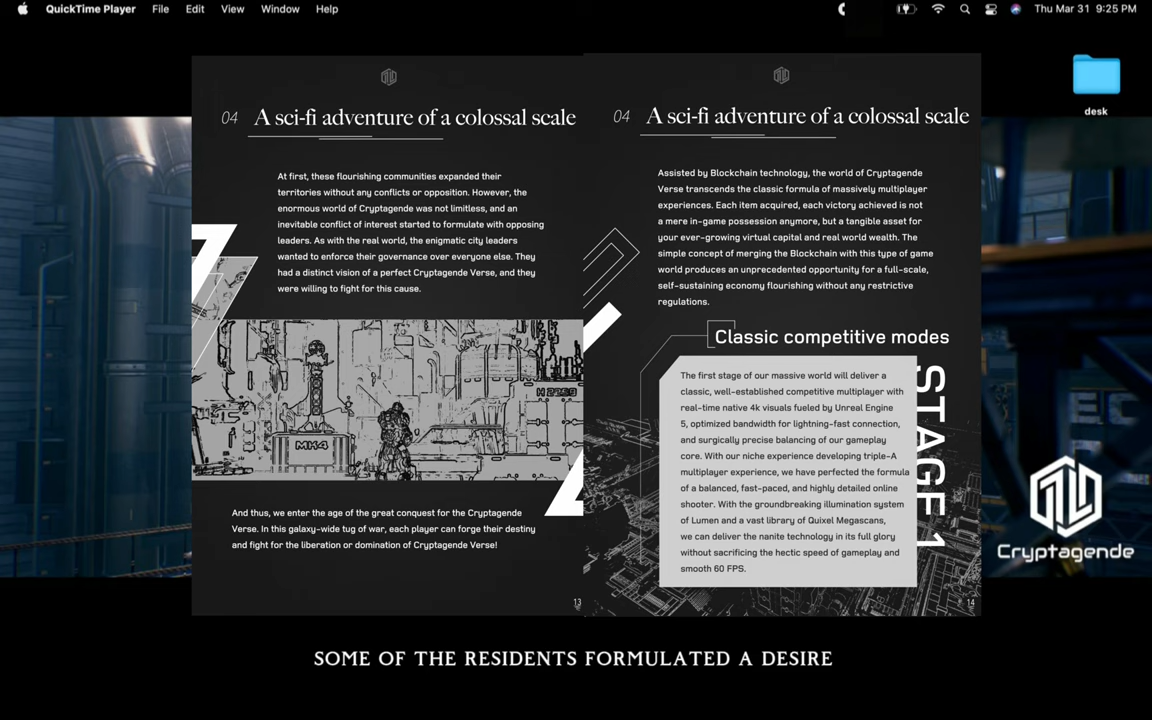 QuickTime Player File Edit View Window Help Thu Mar 31 9:25 PM
desk
04 A sci-fi adventure of a colossal scale
At first, these flourishing communities expanded their
territories without any conflicts or opposition. However, the
enormous world of Cryptagende was not limitless, and an
inevitable conflict of interest started to formulate with opposing
leaders. As with the real world, the enigmatic city leaders
wanted to enforce their governance over everyone else. They
had a distinct vision of a perfect Cryptagende Verse, and they
were willing to fight for this cause.
MK4
H 2259
And thus, we enter the age of the great conquest for the Cryptagende
Verse. In this galaxy-wide tug of war, each player can forge their destiny
and fight for the liberation or domination of Cryptagende Verse!
13
04 A sci-fi adventure of a colossal scale
Assisted by Blockchain technology, the world of Cryptagende
Verse transcends the classic formula of massively multiplayer
experiences. Each item acquired, each victory achieved is not
a mere in-game possession anymore, but a tangible asset for
your ever-growing virtual capital and real world wealth. The
simple concept of merging the Blockchain with this type of game
world produces an unprecedented opportunity for a full-scale,
self-sustaining economy flourishing without any restrictive
regulations.
Classic competitive modes
The first stage of our massive world will deliver a
classic, well-established competitive multiplayer with
real-time native 4k visuals fueled by Unreal Engine
5, optimized bandwidth for lightning-fast connection,
and surgically precise balancing of our gameplay
core. With our niche experience developing triple-A
multiplayer experience, we have perfected the formula
of a balanced, fast-paced, and highly detailed online
shooter. With the groundbreaking illumination system
of Lumen and a vast library of Quixel Megascans,
we can deliver the nanite technology in its full glory
without sacrificing the hectic speed of gameplay and
smooth 60 FPS.
STAGE 1
14
EC
Cryptagende
SOME OF THE RESIDENTS FORMULATED A DESIRE